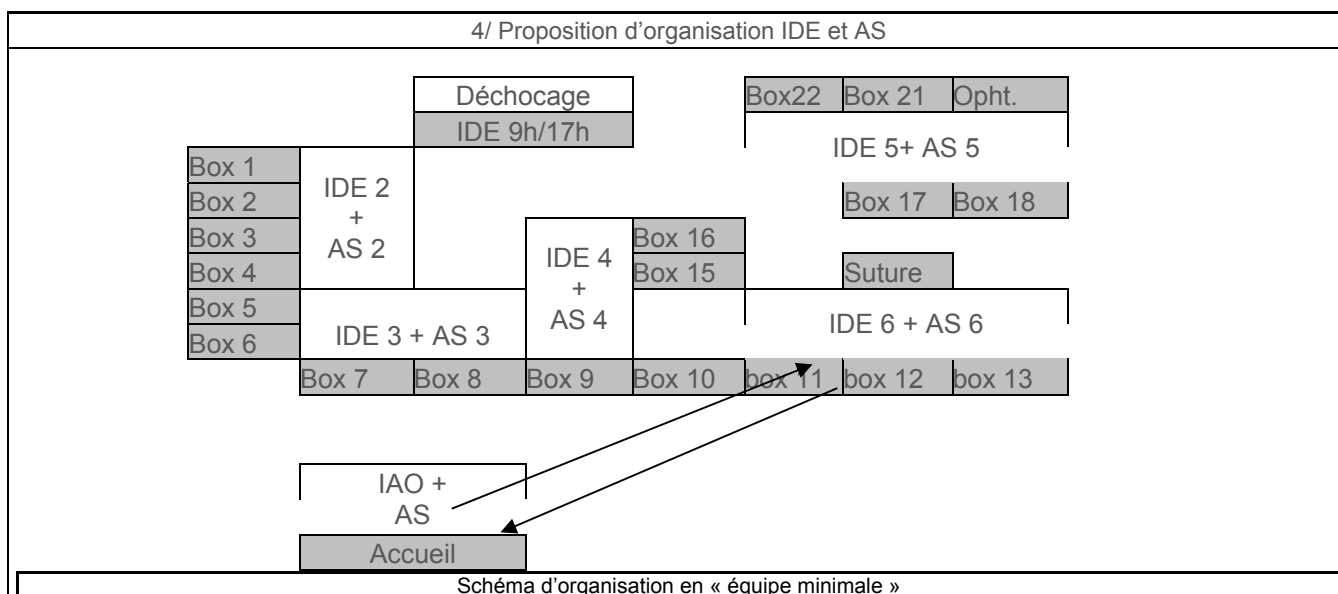 4/ Proposition d’organisation IDE et AS
Déchocage
IDE 9h/17h
Box22
Box 21
Opht.
IDE 5+ AS 5
Box 17
Box 18
Box 1
Box 2
Box 3
Box 4
Box 5
Box 6
IDE 2
+
AS 2
IDE 3 + AS 3
IDE 4
+
AS 4
Box 16
Box 15
Suture
IDE 6 + AS 6
Box 7
Box 8
Box 9
Box 10
box 11
box 12
box 13
IAO +
AS
Accueil
Schéma d’organisation en « équipe minimale »